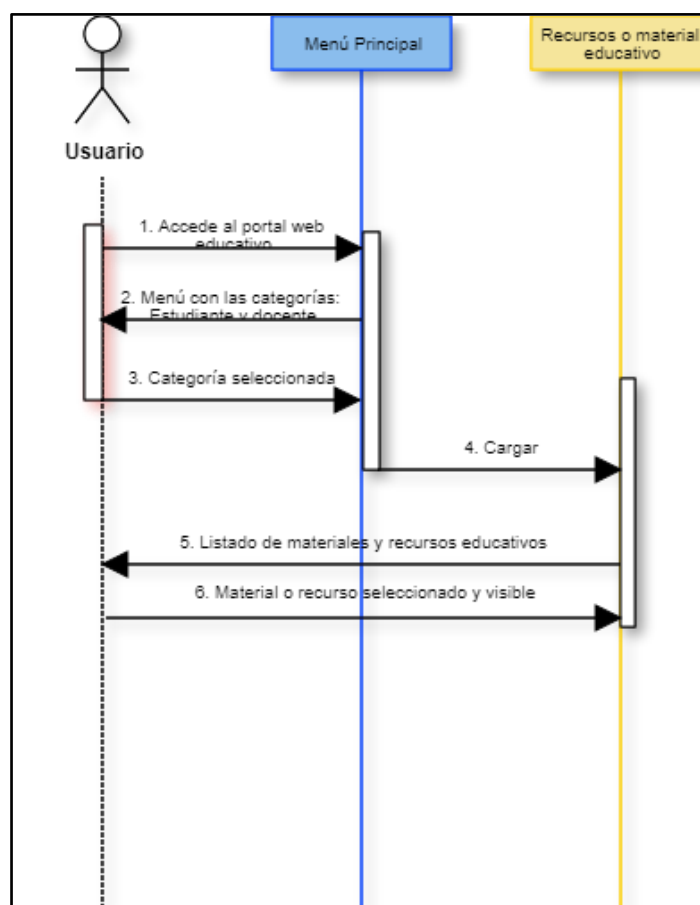 Menú Principal
Recursos o material
educativo
Usuario
1. Accede al portal web
educativo
2. Menú con las categorías:
Estudiante y docente
3. Categoría seleccionada
4. Cargar
5. Listado de materiales y recursos educativos
6. Material o recurso seleccionado y visible